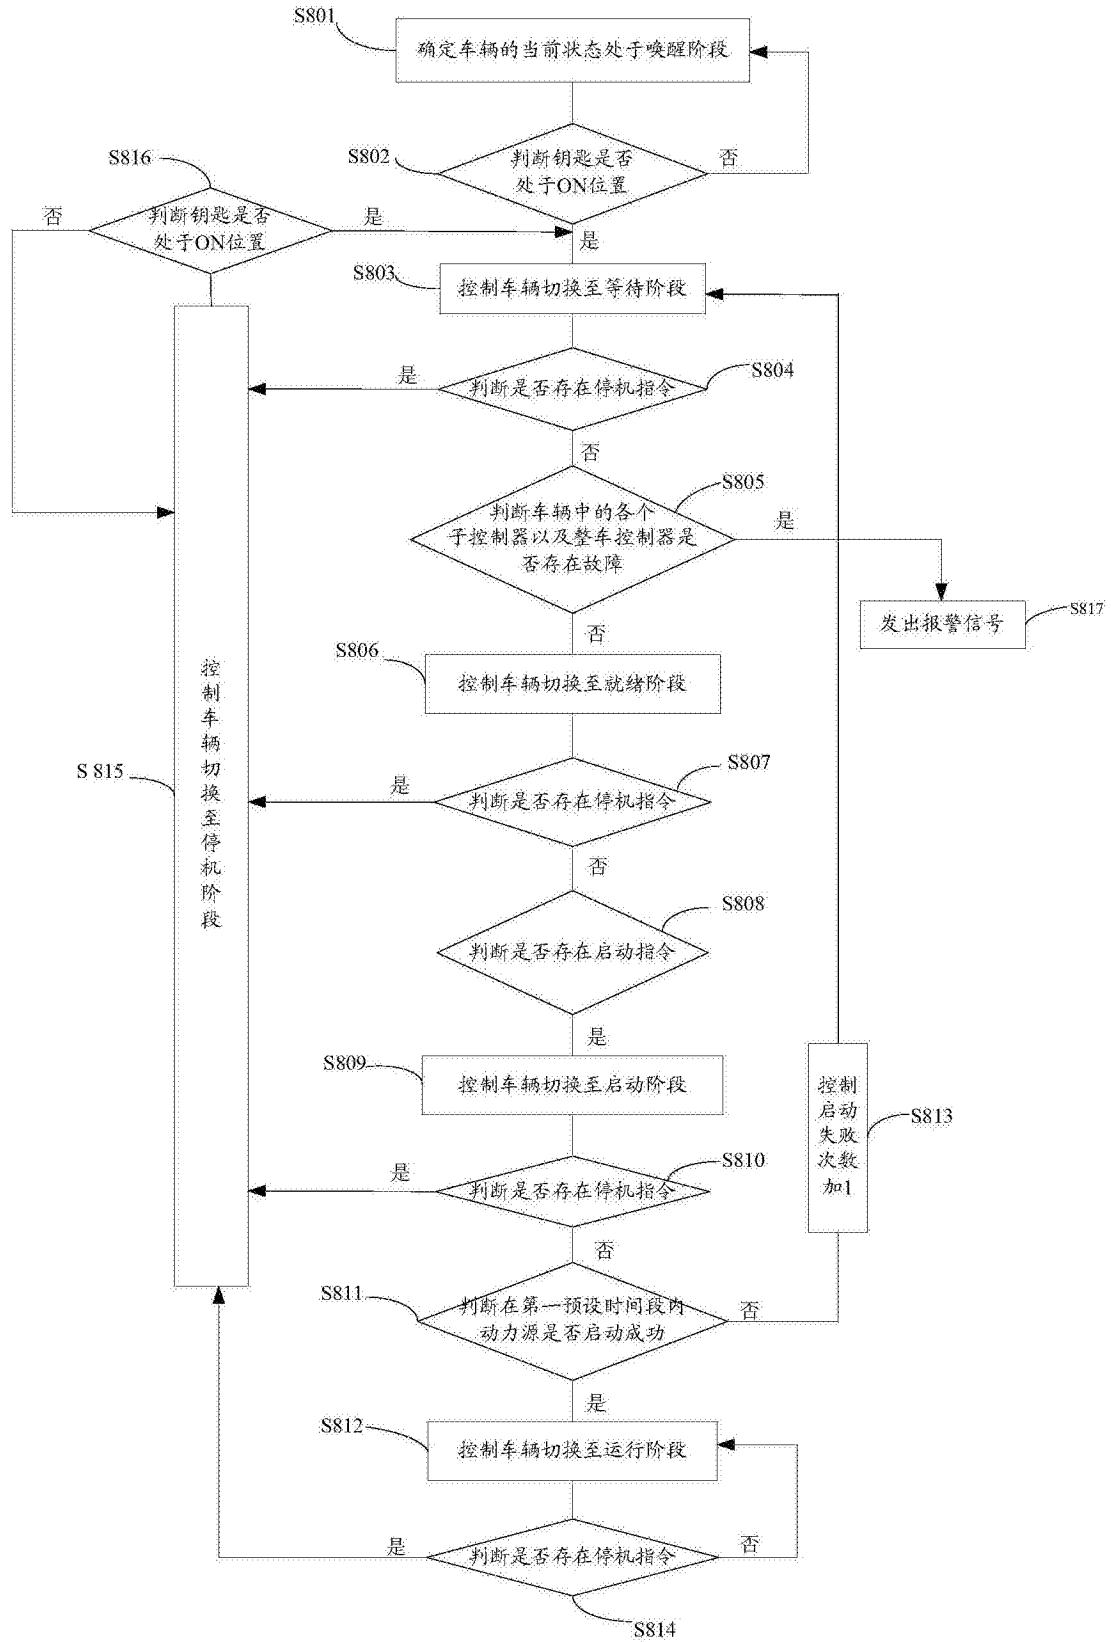 S801
确定车辆的当前状态处于唤醒阶段
S802
判断钥匙是否
处于ON位置
否
是
S816
判断钥匙是否
处于ON位置
否
是
S803
控制车辆切换至等待阶段
S804
判断是否存在停机指令
是
否
S805
判断车辆中的各个
子控制器以及整车控制器是
否存在故障
是
S817
发出报警信号
否
S806
控制车辆切换至就绪阶段
S807
判断是否存在停机指令
是
否
S 815
控制车辆切换至停机阶段
S808
判断是否存在启动指令
是
S809
控制车辆切换至启动阶段
S810
判断是否存在停机指令
是
否
S813
控制
启动
失败
次数
加1
S811
判断在第一预设时间段内
动力源是否启动成功
否
是
S812
控制车辆切换至运行阶段
判断是否存在停机指令
是
否
S814